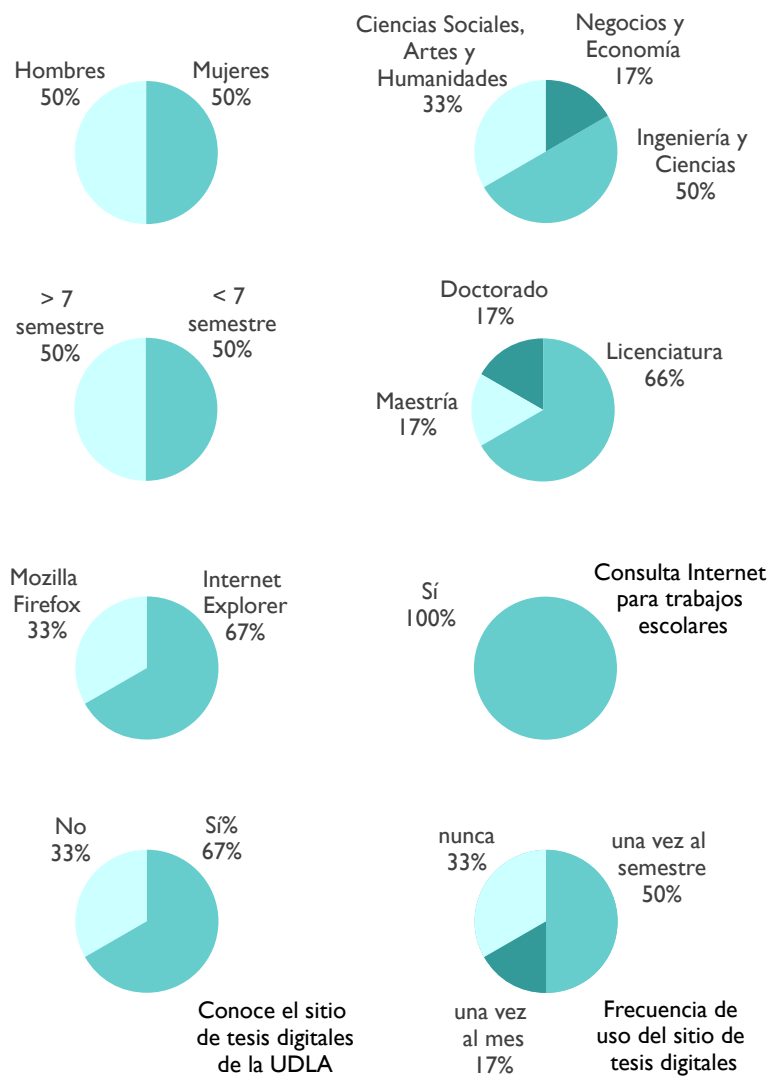 Hombres
50%
Mujeres
50%
Ciencias Sociales,
Artes y
Humanidades
33%
Negocios y
Economía
17%
Ingeniería y
Ciencias
50%
> 7
semestre
50%
< 7
semestre
50%
Doctorado
17%
Licenciatura
66%
Maestría
17%
Mozilla
Firefox
33%
Internet
Explorer
67%
Sí
100%
Consulta Internet
para trabajos
escolares
No
33%
Sí%
67%
Conoce el sitio
de tesis digitales
de la UDLA
nunca
33%
una vez al
semestre
50%
una vez
al mes
17%
Frecuencia de
uso del sitio de
tesis digitales